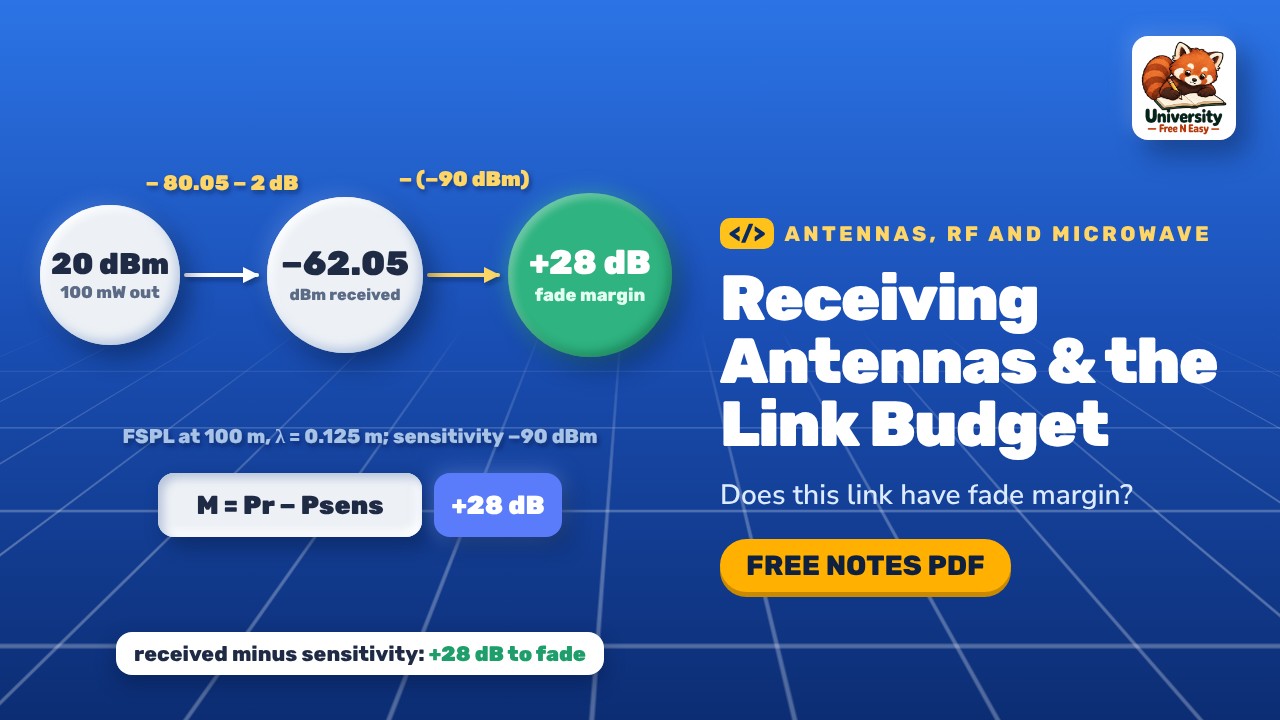 University
Free N Easy
− 80.05 − 2 dB
− (−90 dBm)
20 dBm
100 mW out
−62.05
dBm received
+28 dB
fade margin
FSPL at 100 m, λ = 0.125 m; sensitivity −90 dBm
M = Pr − Psens
+28 dB
received minus sensitivity: +28 dB to fade
</> ANTENNAS, RF AND MICROWAVE
Receiving
Antennas & the
Link Budget
Does this link have fade margin?
FREE NOTES PDF